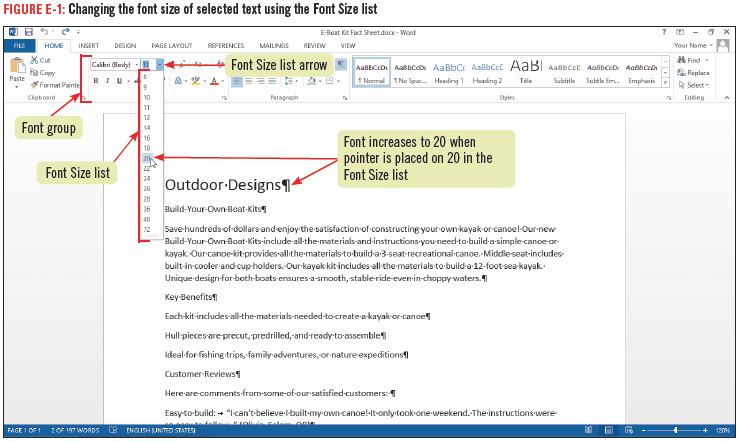 FIGURE E-1: Changing the font size of selected text using the Font Size list
E-Boat Kit Fact Sheet.docx - Word
FILE HOME INSERT DESIGN PAGE LAYOUT REFERENCES MAILINGS REVIEW VIEW Your Name
Paste
Cut
Copy
Format Painte
Clipboard
Calibri (Body) 11
B I U
Font Size list arrow
Paragraph
AaBbCcDc AaBbCcDc AaBbCc AaBbCcC AaBl AaBbCcC AaBbCcDc AaBbCcDc
¶ Normal ¶ No Spac... Heading 1 Heading 2 Title Subtitle Subtle Em... Emphasis
Styles
Find
Replace
Select
Editing
Font group
Font Size list
8
9
10
11
12
14
16
18
20
22
24
26
28
36
48
72
Font increases to 20 when
pointer is placed on 20 in the
Font Size list
Outdoor·Designs¶
Build·Your·Own·Boat·Kits¶
Save·hundreds·of·dollars·and·enjoy·the·satisfaction·of·constructing·your·own·kayak·or·canoe!·Our·new·
Build-Your-Own-Boat-Kits·include·all·the·materials·and·instructions·you·need·to·build·a·simple·canoe·or·
kayak.·Our·canoe·kit·provides·all·the·materials·to·build·a·3-seat·recreational·canoe.·Middle·seat·includes·
built-in·cooler·and·cup·holders.·Our·kayak·kit·includes·all·the·materials·to·build·a·12-foot·sea·kayak.·
Unique·design·for·both·boats·ensures·a·smooth,·stable·ride·even·in·choppy·waters.¶
Key·Benefits¶
Each·kit·includes·all·the·materials·needed·to·create·a·kayak·or·canoe¶
Hull·pieces·are·precut,·predrilled,·and·ready·to·assemble¶
Ideal·for·fishing·trips,·family·adventures,·or·nature·expeditions¶
Customer·Reviews¶
Here·are·comments·from·some·of·our·satisfied·customers:·¶
Easy·to·build:→"I·can't·believe·I·built·my·own·canoe!·It·only·took·one·weekend.·The·instructions·were·
PAGE 1 OF 1 2 OF 197 WORDS ENGLISH (UNITED STATES) 120%